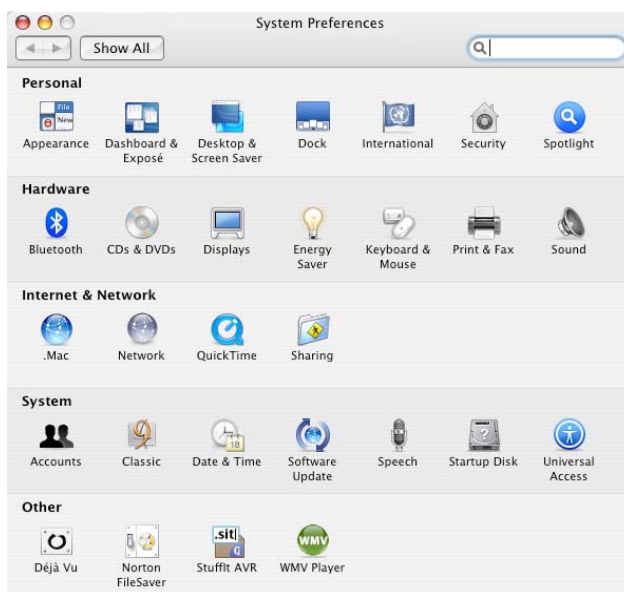 System Preferences
Show All
Personal
File
New
Appearance
Dashboard & Exposé
Desktop & Screen Saver
Dock
International
Security
Spotlight
Hardware
Bluetooth
CDs & DVDs
Displays
Energy Saver
Keyboard & Mouse
Print & Fax
Sound
Internet & Network
.Mac
Network
QuickTime
Sharing
System
18
?
Accounts
Classic
Date & Time
Software Update
Speech
Startup Disk
Universal Access
Other
.sit
WMV
Déjà Vu
Norton FileSaver
StuffIt AVR
WMV Player